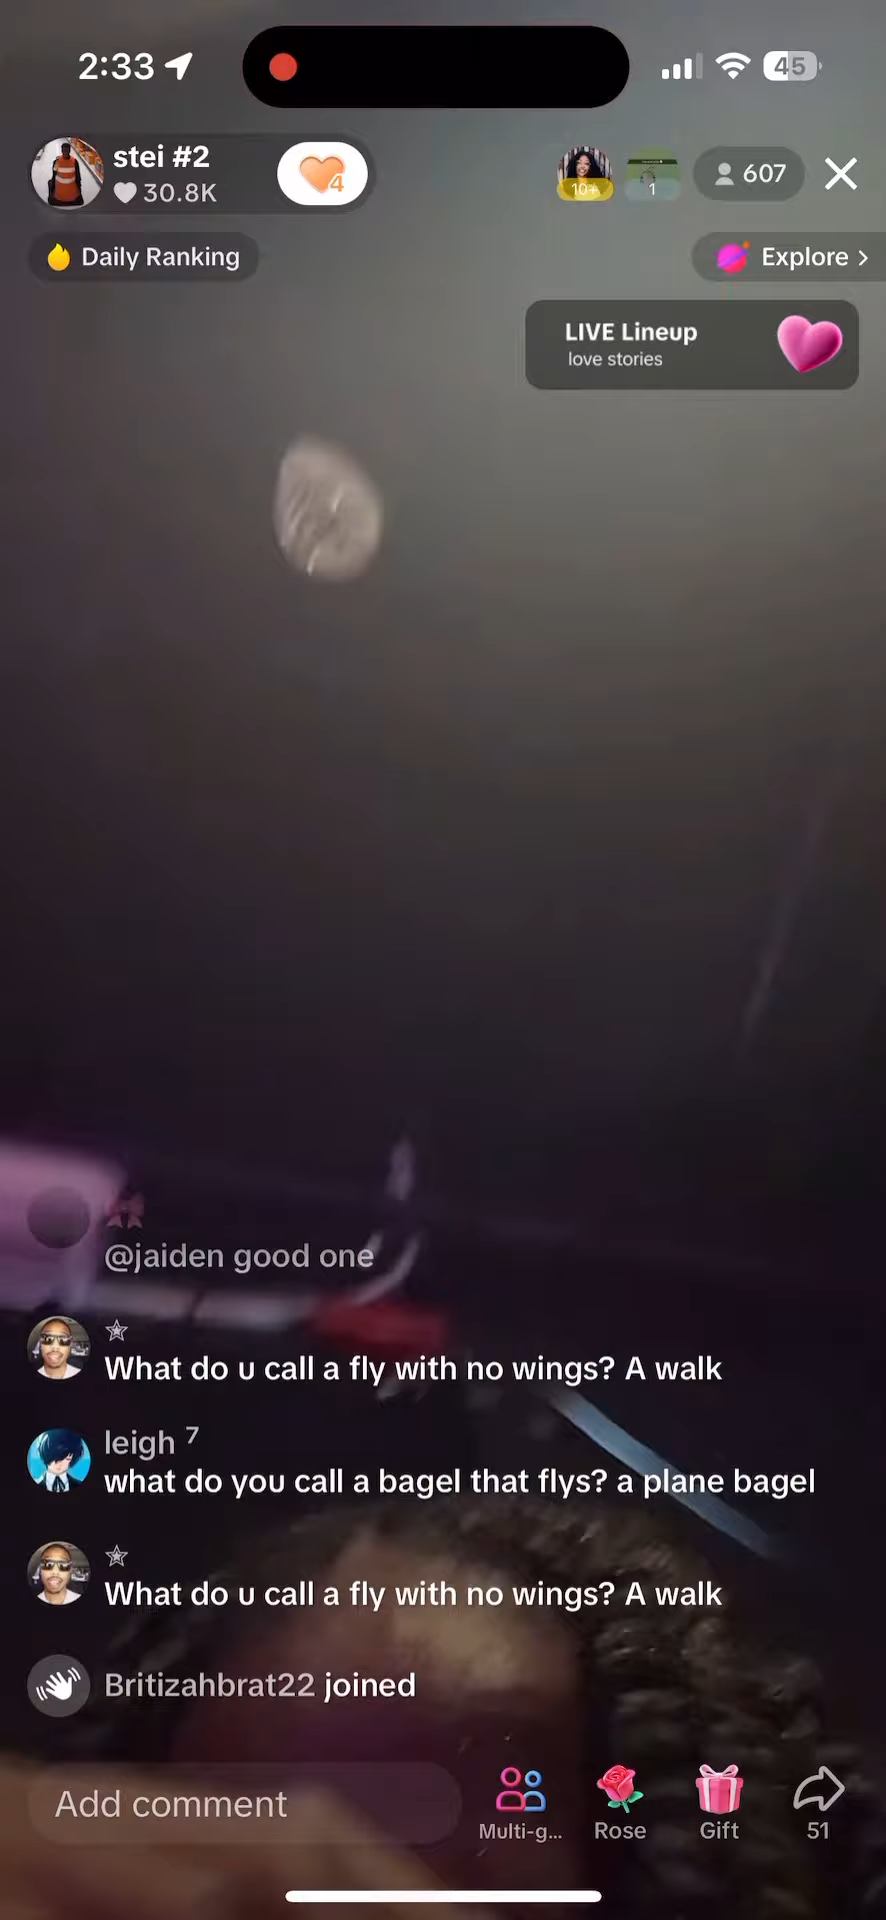 2:33
45
stei #2
30.8K
4
10+
1
607
Daily Ranking
Explore
LIVE Lineup
love stories
@jaiden good one
What do u call a fly with no wings? A walk
leigh 7
what do you call a bagel that flys? a plane bagel
What do u call a fly with no wings? A walk
Britizahbrat22 joined
Add comment
Multi-g...
Rose
Gift
51